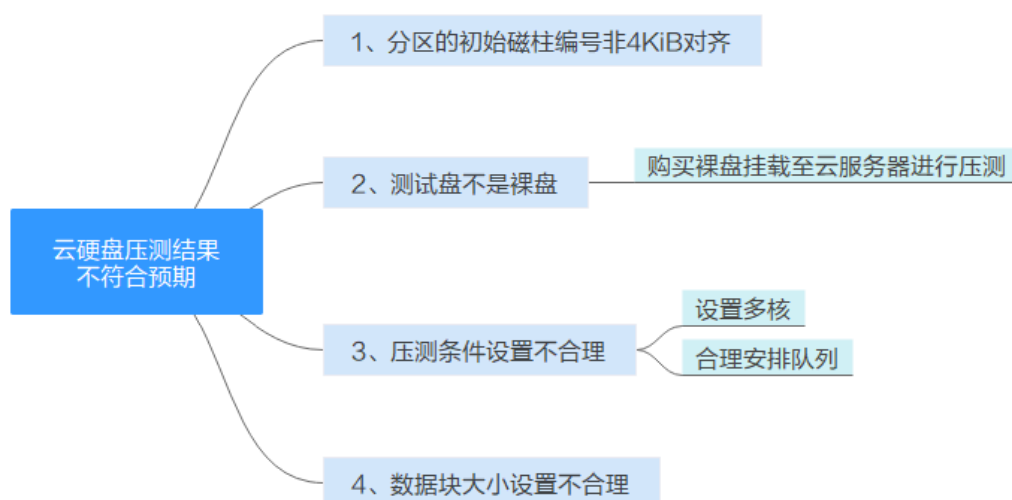 云硬盘压测结果
不符合预期
1、分区的初始磁柱编号非4KiB对齐
2、测试盘不是裸盘
购买裸盘挂载至云服务器进行压测
3、压测条件设置不合理
设置多核
合理安排队列
4、数据块大小设置不合理